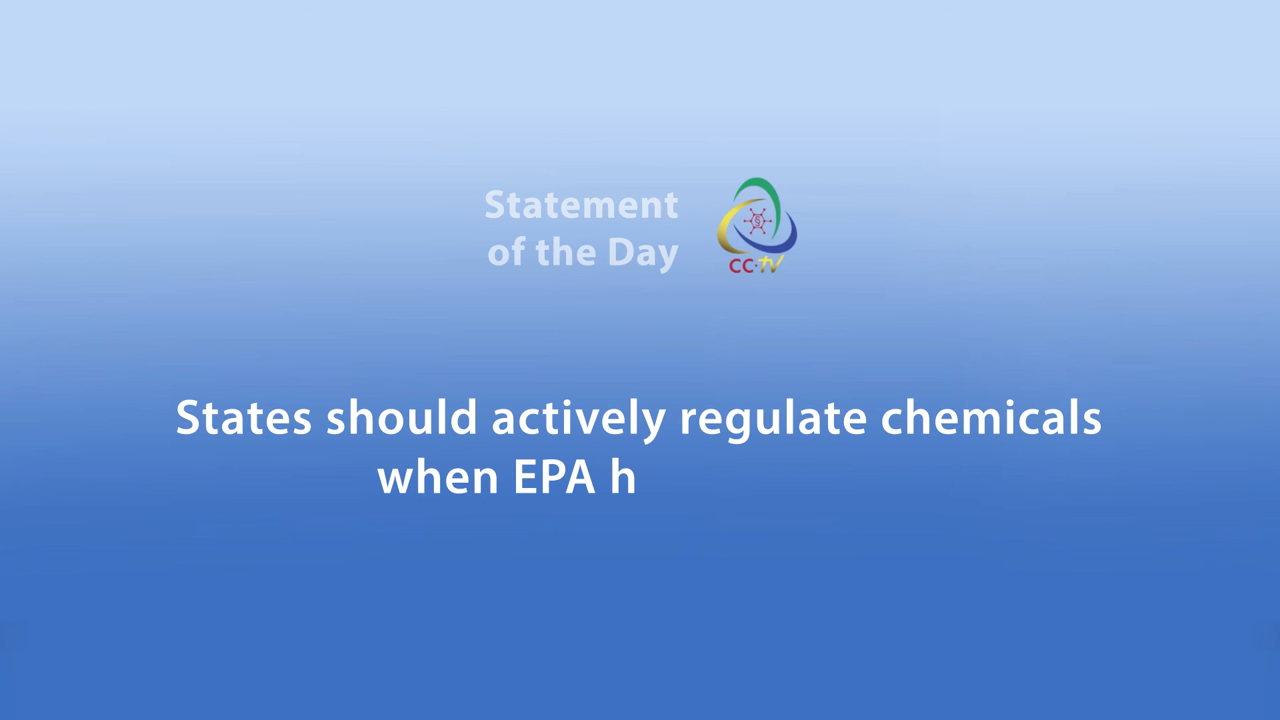 Statement
of the Day
CC·TV
States should actively regulate chemicals
when EPA h